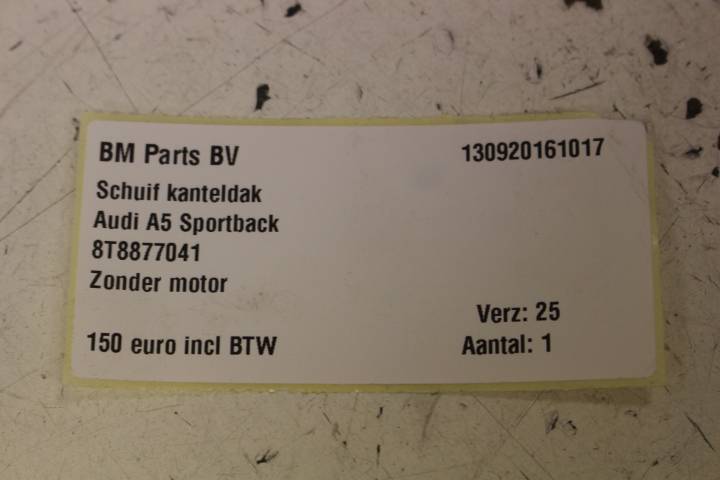 BM Parts BV 130920161017
Schuif kanteldak
Audi A5 Sportback
8T8877041
Zonder motor
Verz: 25
150 euro incl BTW Aantal: 1